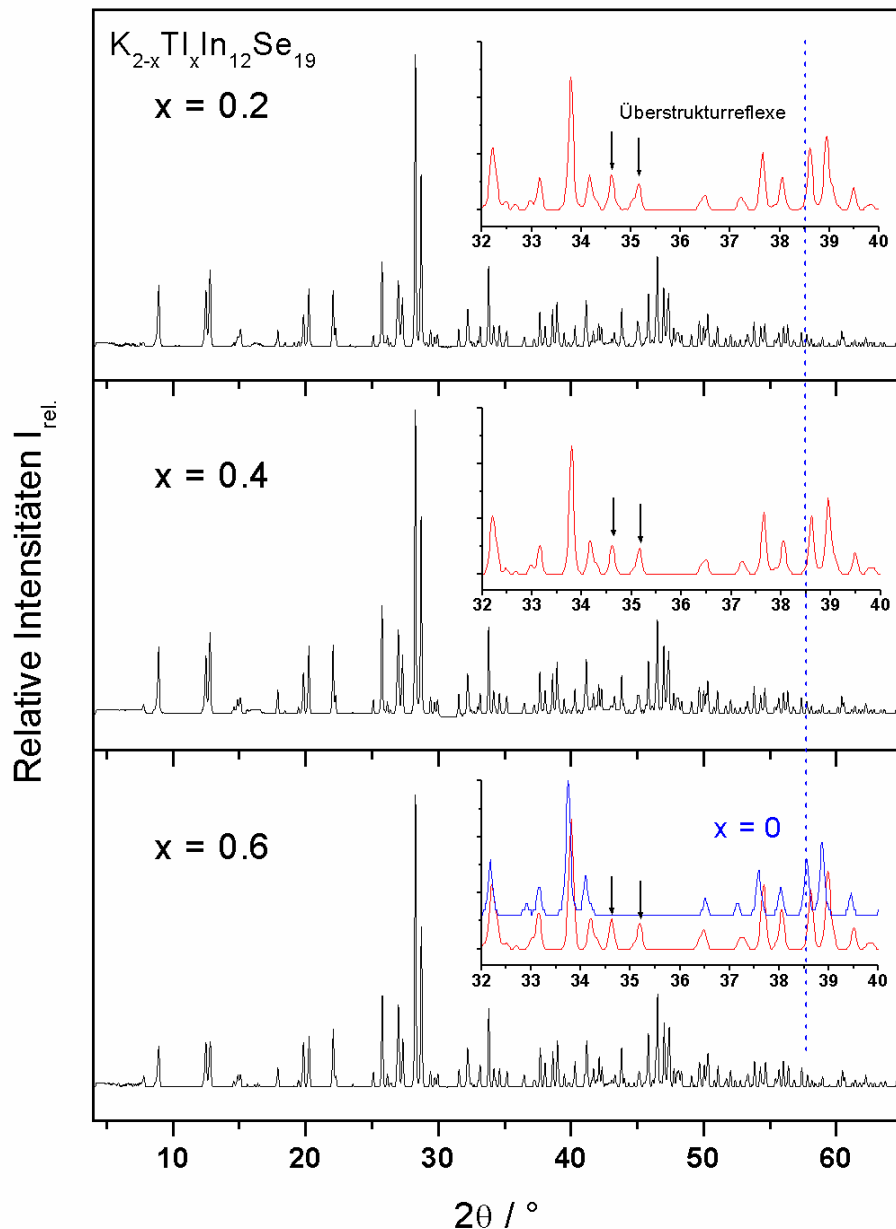 K2-xTlxIn12Se19
x = 0.2
Überstrukturreflexe
32 33 34 35 36 37 38 39 40
x = 0.4
32 33 34 35 36 37 38 39 40
x = 0.6
x = 0
32 33 34 35 36 37 38 39 40
Relative Intensitäten Irel.
10 20 30 40 50 60
2θ / °